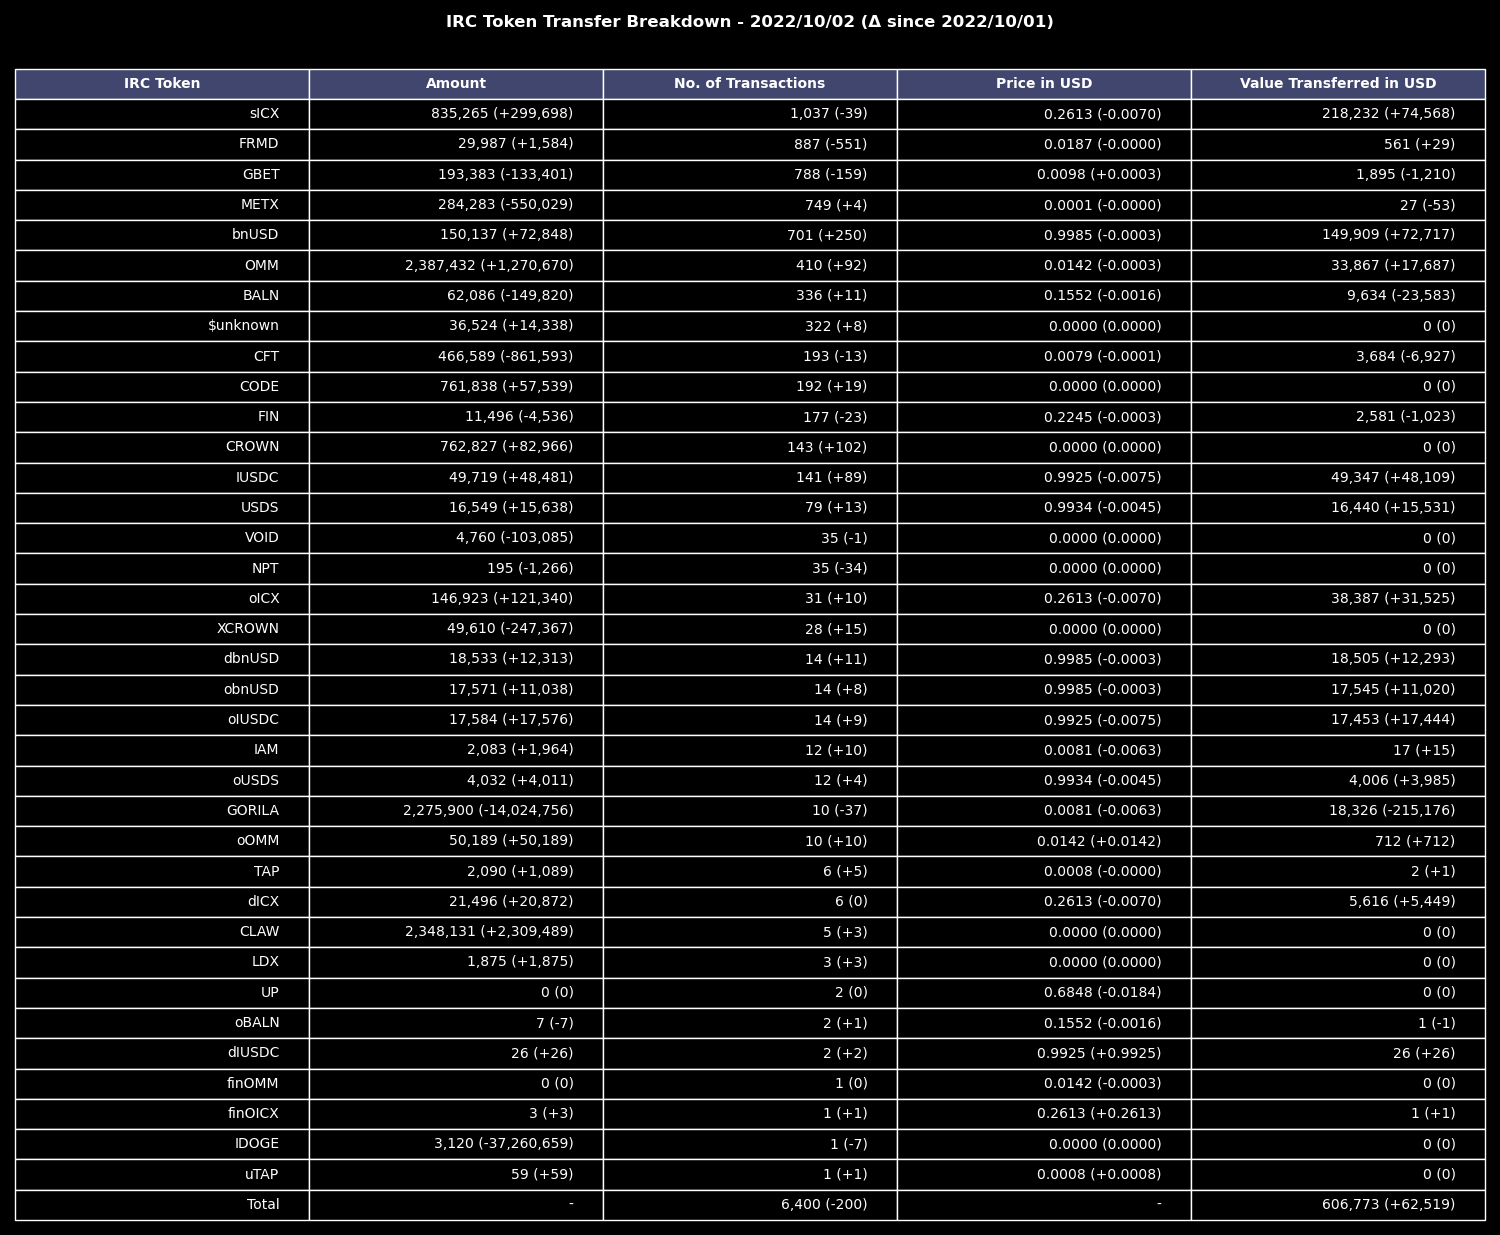 IRC Token Transfer Breakdown - 2022/10/02 (Δ since 2022/10/01)
IRC Token Amount No. of Transactions Price in USD Value Transferred in USD
sICX 835,265 (+299,698) 1,037 (-39) 0.2613 (-0.0070) 218,232 (+74,568)
FRMD 29,987 (+1,584) 887 (-551) 0.0187 (-0.0000) 561 (+29)
GBET 193,383 (-133,401) 788 (-159) 0.0098 (+0.0003) 1,895 (-1,210)
METX 284,283 (-550,029) 749 (+4) 0.0001 (-0.0000) 27 (-53)
bnUSD 150,137 (+72,848) 701 (+250) 0.9985 (-0.0003) 149,909 (+72,717)
OMM 2,387,432 (+1,270,670) 410 (+92) 0.0142 (-0.0003) 33,867 (+17,687)
BALN 62,086 (-149,820) 336 (+11) 0.1552 (-0.0016) 9,634 (-23,583)
$unknown 36,524 (+14,338) 322 (+8) 0.0000 (0.0000) 0 (0)
CFT 466,589 (-861,593) 193 (-13) 0.0079 (-0.0001) 3,684 (-6,927)
CODE 761,838 (+57,539) 192 (+19) 0.0000 (0.0000) 0 (0)
FIN 11,496 (-4,536) 177 (-23) 0.2245 (-0.0003) 2,581 (-1,023)
CROWN 762,827 (+82,966) 143 (+102) 0.0000 (0.0000) 0 (0)
IUSDC 49,719 (+48,481) 141 (+89) 0.9925 (-0.0075) 49,347 (+48,109)
USDS 16,549 (+15,638) 79 (+13) 0.9934 (-0.0045) 16,440 (+15,531)
VOID 4,760 (-103,085) 35 (-1) 0.0000 (0.0000) 0 (0)
NPT 195 (-1,266) 35 (-34) 0.0000 (0.0000) 0 (0)
oICX 146,923 (+121,340) 31 (+10) 0.2613 (-0.0070) 38,387 (+31,525)
XCROWN 49,610 (-247,367) 28 (+15) 0.0000 (0.0000) 0 (0)
dbnUSD 18,533 (+12,313) 14 (+11) 0.9985 (-0.0003) 18,505 (+12,293)
obnUSD 17,571 (+11,038) 14 (+8) 0.9985 (-0.0003) 17,545 (+11,020)
oIUSDC 17,584 (+17,576) 14 (+9) 0.9925 (-0.0075) 17,453 (+17,444)
IAM 2,083 (+1,964) 12 (+10) 0.0081 (-0.0063) 17 (+15)
oUSDS 4,032 (+4,011) 12 (+4) 0.9934 (-0.0045) 4,006 (+3,985)
GORILA 2,275,900 (-14,024,756) 10 (-37) 0.0081 (-0.0063) 18,326 (-215,176)
oOMM 50,189 (+50,189) 10 (+10) 0.0142 (+0.0142) 712 (+712)
TAP 2,090 (+1,089) 6 (+5) 0.0008 (-0.0000) 2 (+1)
dICX 21,496 (+20,872) 6 (0) 0.2613 (-0.0070) 5,616 (+5,449)
CLAW 2,348,131 (+2,309,489) 5 (+3) 0.0000 (0.0000) 0 (0)
LDX 1,875 (+1,875) 3 (+3) 0.0000 (0.0000) 0 (0)
UP 0 (0) 2 (0) 0.6848 (-0.0184) 0 (0)
oBALN 7 (-7) 2 (+1) 0.1552 (-0.0016) 1 (-1)
dIUSDC 26 (+26) 2 (+2) 0.9925 (+0.9925) 26 (+26)
finOMM 0 (0) 1 (0) 0.0142 (-0.0003) 0 (0)
finOICX 3 (+3) 1 (+1) 0.2613 (+0.2613) 1 (+1)
IDOGE 3,120 (-37,260,659) 1 (-7) 0.0000 (0.0000) 0 (0)
uTAP 59 (+59) 1 (+1) 0.0008 (+0.0008) 0 (0)
Total - 6,400 (-200) - 606,773 (+62,519)